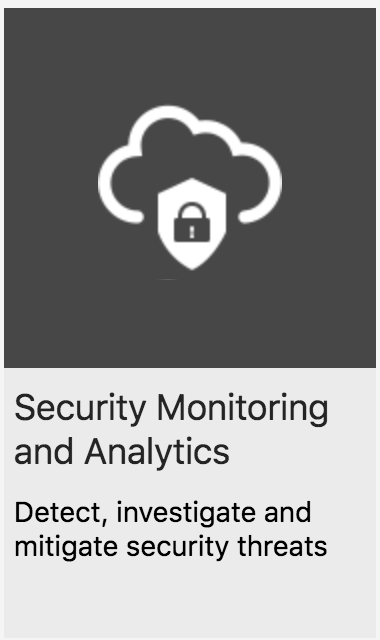 Security Monitoring
and Analytics
Detect, investigate and
mitigate security threats